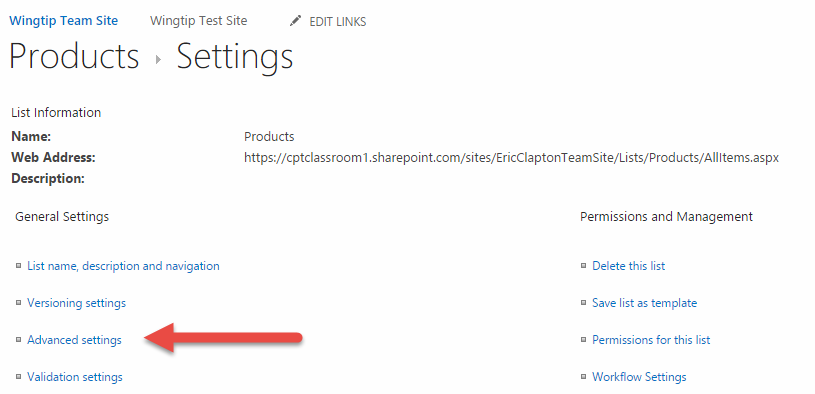 Wingtip Team Site Wingtip Test Site EDIT LINKS
Products ▸ Settings
List Information
Name: Products
Web Address: https://cptclassroom1.sharepoint.com/sites/EricClaptonTeamSite/Lists/Products/AllItems.aspx
Description:
General Settings Permissions and Management
List name, description and navigation Delete this list
Versioning settings Save list as template
Advanced settings Permissions for this list
Validation settings Workflow Settings